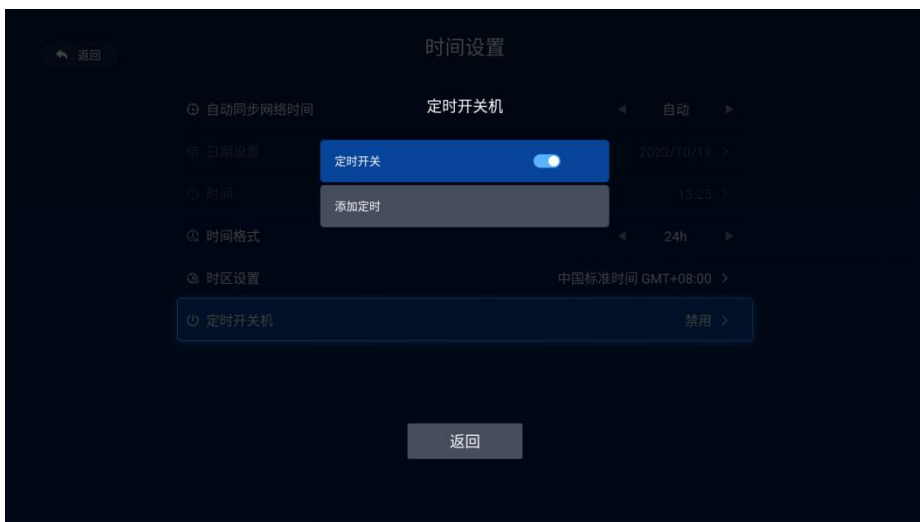 返回
时间设置
自动同步网络时间
定时开关机
自动
日期设置
定时开关
2023/10/19
时间
添加定时
13:25
时间格式
24h
时区设置
中国标准时间 GMT+08:00
定时开关机
禁用
返回